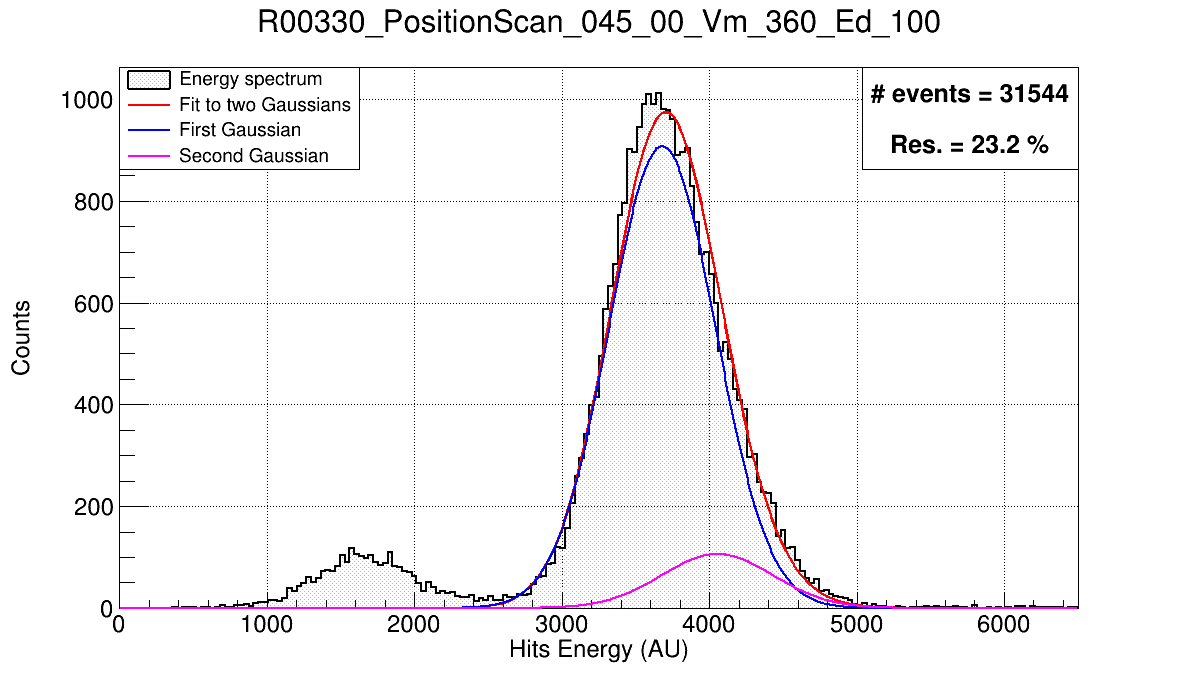 R00330_PositionScan_045_00_Vm_360_Ed_100
Energy spectrum
Fit to two Gaussians
First Gaussian
Second Gaussian
# events = 31544
Res. = 23.2 %
Counts
1000
800
600
400
200
0
0 1000 2000 3000 4000 5000 6000
Hits Energy (AU)